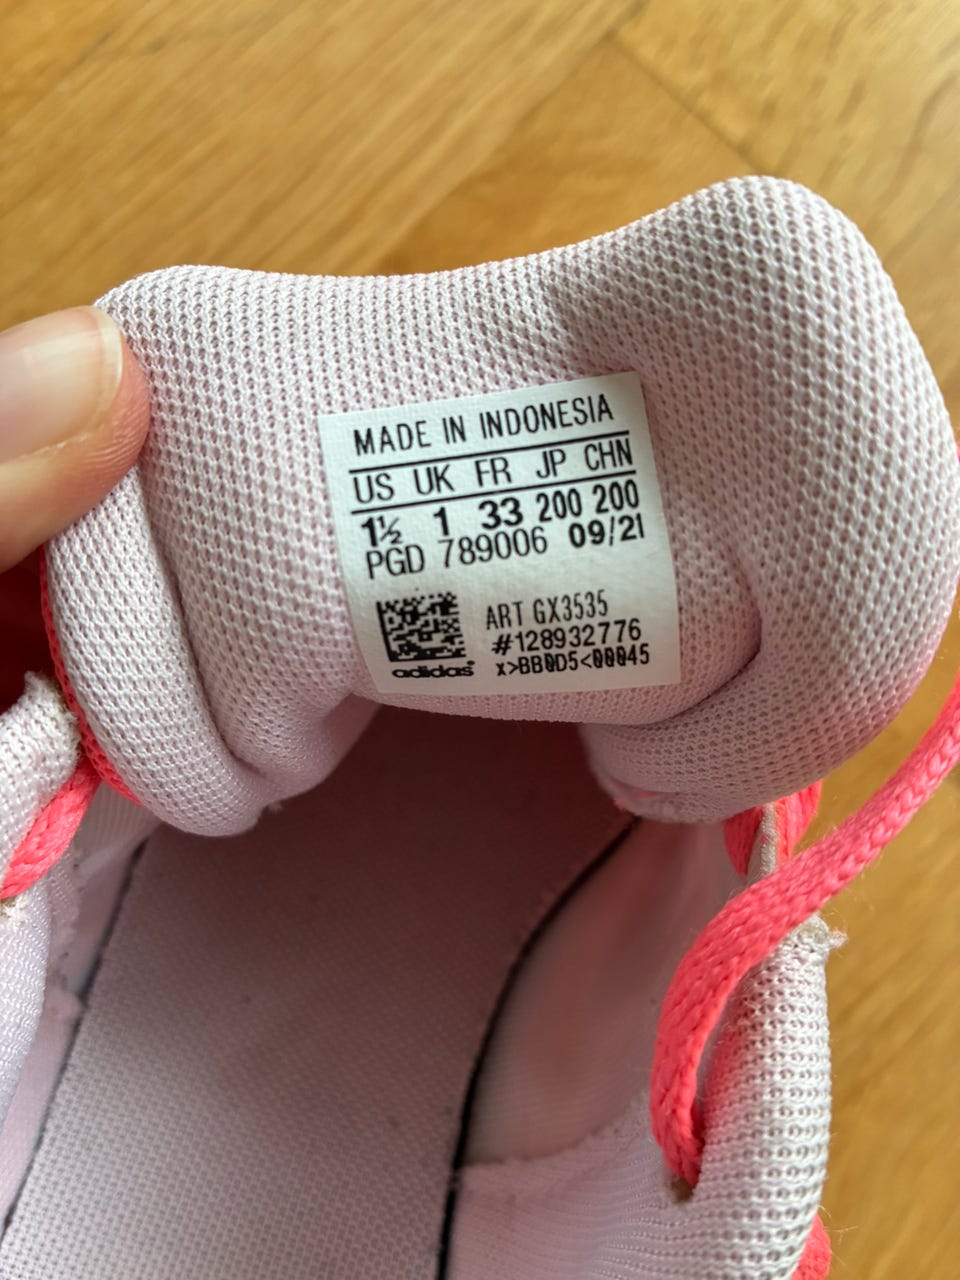 MADE IN INDONESIA
US UK FR JP CHN
1½ 1 33 200 200
PGD 789006 09/21
ART GX3535
#128932776
adidas x>BB0D5<00045